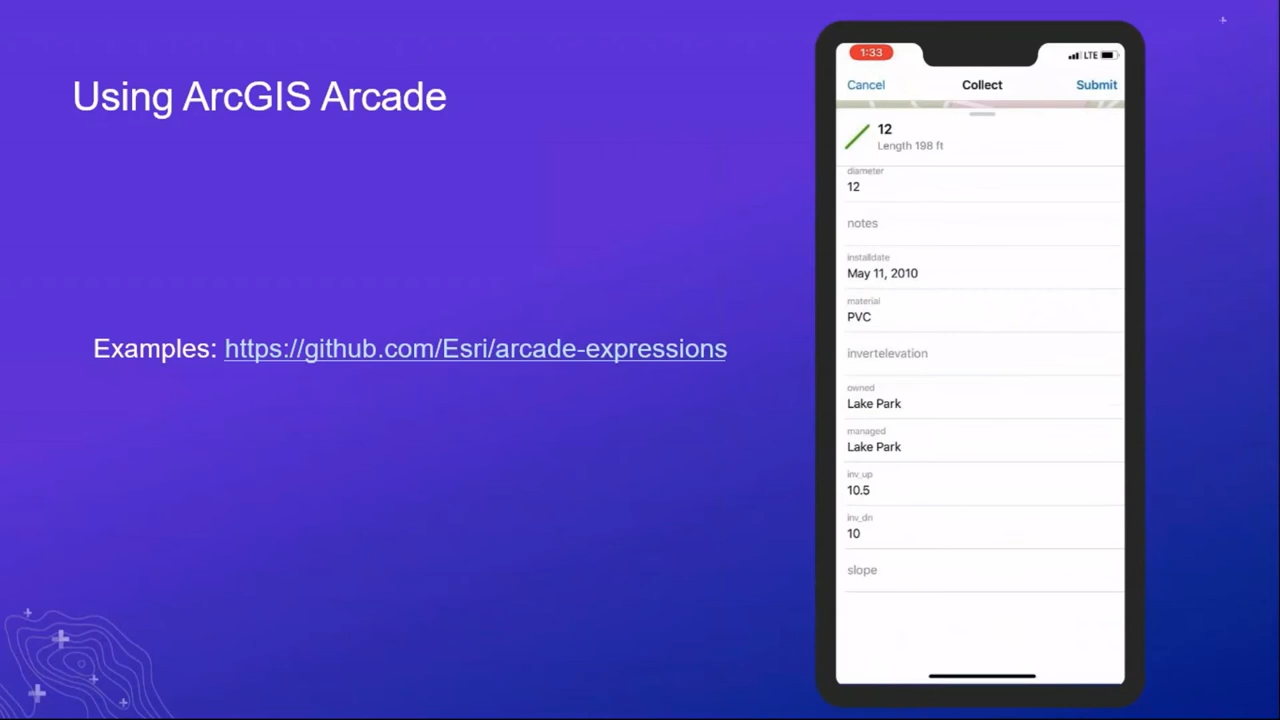 Using ArcGIS Arcade
Examples: https://github.com/Esri/arcade-expressions
1:33
LTE
Cancel
Collect
Submit
12
Length 198 ft
diameter
12
notes
installdate
May 11, 2010
material
PVC
invertelevation
owned
Lake Park
managed
Lake Park
inv_up
10.5
inv_dn
10
slope